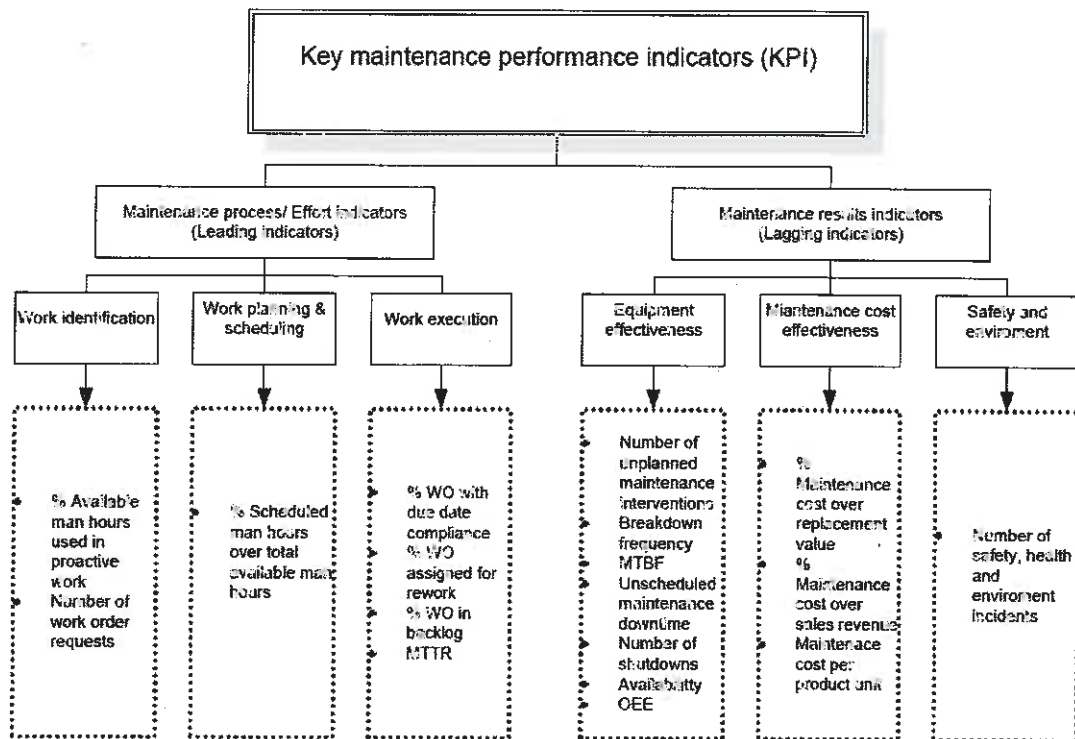 Key maintenance performance indicators (KPI)
Maintenance process/ Effort indicators
(Leading indicators)
Maintenance results indicators
(Lagging indicators)
Work identification
Work planning &
scheduling
Work execution
Equipment
effectiveness
Miantenance cost
effectiveness
Safety and
enviroment
% Available
man hours
used in
proactive
work
Number of
work order
requests
% Scheduled
man hours
over total
available man
hours
% WO with
due date
compliance
% WO
assigned for
rework
% WO in
backlog
MTTR
Number of
unplanned
maintenance
interventions
Breakdown
frequency
MTBF
Unscheduled
maintenance
downtime
Number of
shutdowns
Availability
OEE
%
Maintenance
cost over
replacement
value
%
Maintenance
cost over
sales revenue
Maintenace
cost per
product unit
Number of
safety, health
and
enviroment
incidents